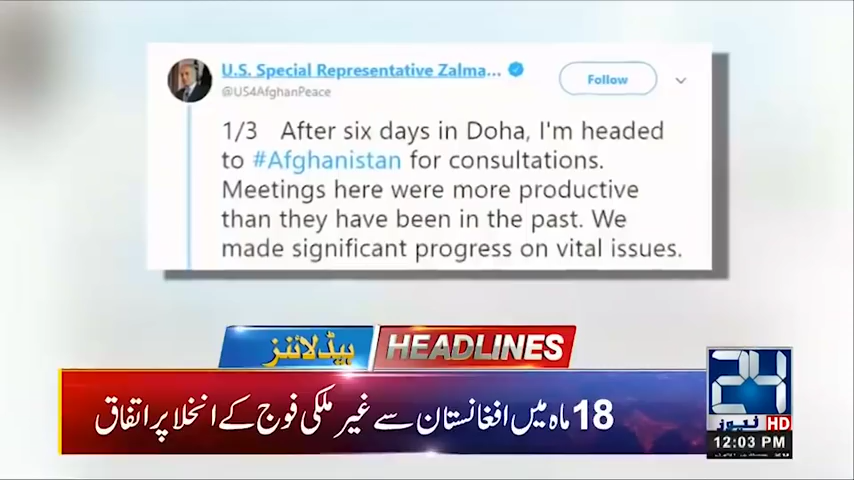 U.S. Special Representative Zalma...
Follow
@US4AfghanPeace
1/3 After six days in Doha, I'm headed
to #Afghanistan for consultations.
Meetings here were more productive
than they have been in the past. We
made significant progress on vital issues.
ہیڈلائنز
HEADLINES
18 ماہ میں افغانستان سے غیر ملکی فوج کے انخلا پر اتفاق
24
نیوز HD
12:03 PM